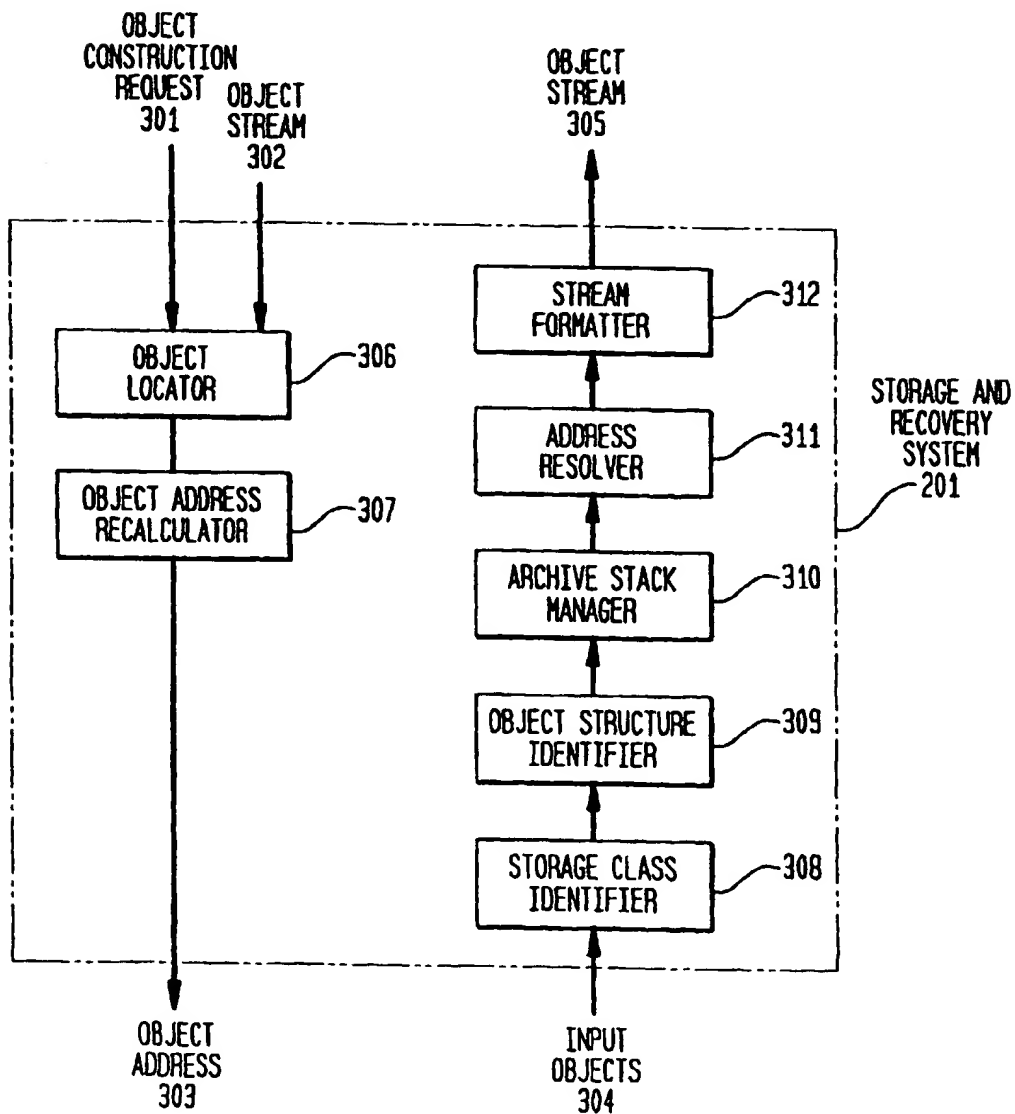 OBJECT
CONSTRUCTION
REQUEST
301
OBJECT
STREAM
302
OBJECT
STREAM
305
OBJECT
LOCATOR
306
OBJECT ADDRESS
RECALCULATOR
307
OBJECT
ADDRESS
303
STREAM
FORMATTER
312
ADDRESS
RESOLVER
311
ARCHIVE STACK
MANAGER
310
OBJECT STRUCTURE
IDENTIFIER
309
STORAGE CLASS
IDENTIFIER
308
INPUT
OBJECTS
304
STORAGE AND
RECOVERY
SYSTEM
201